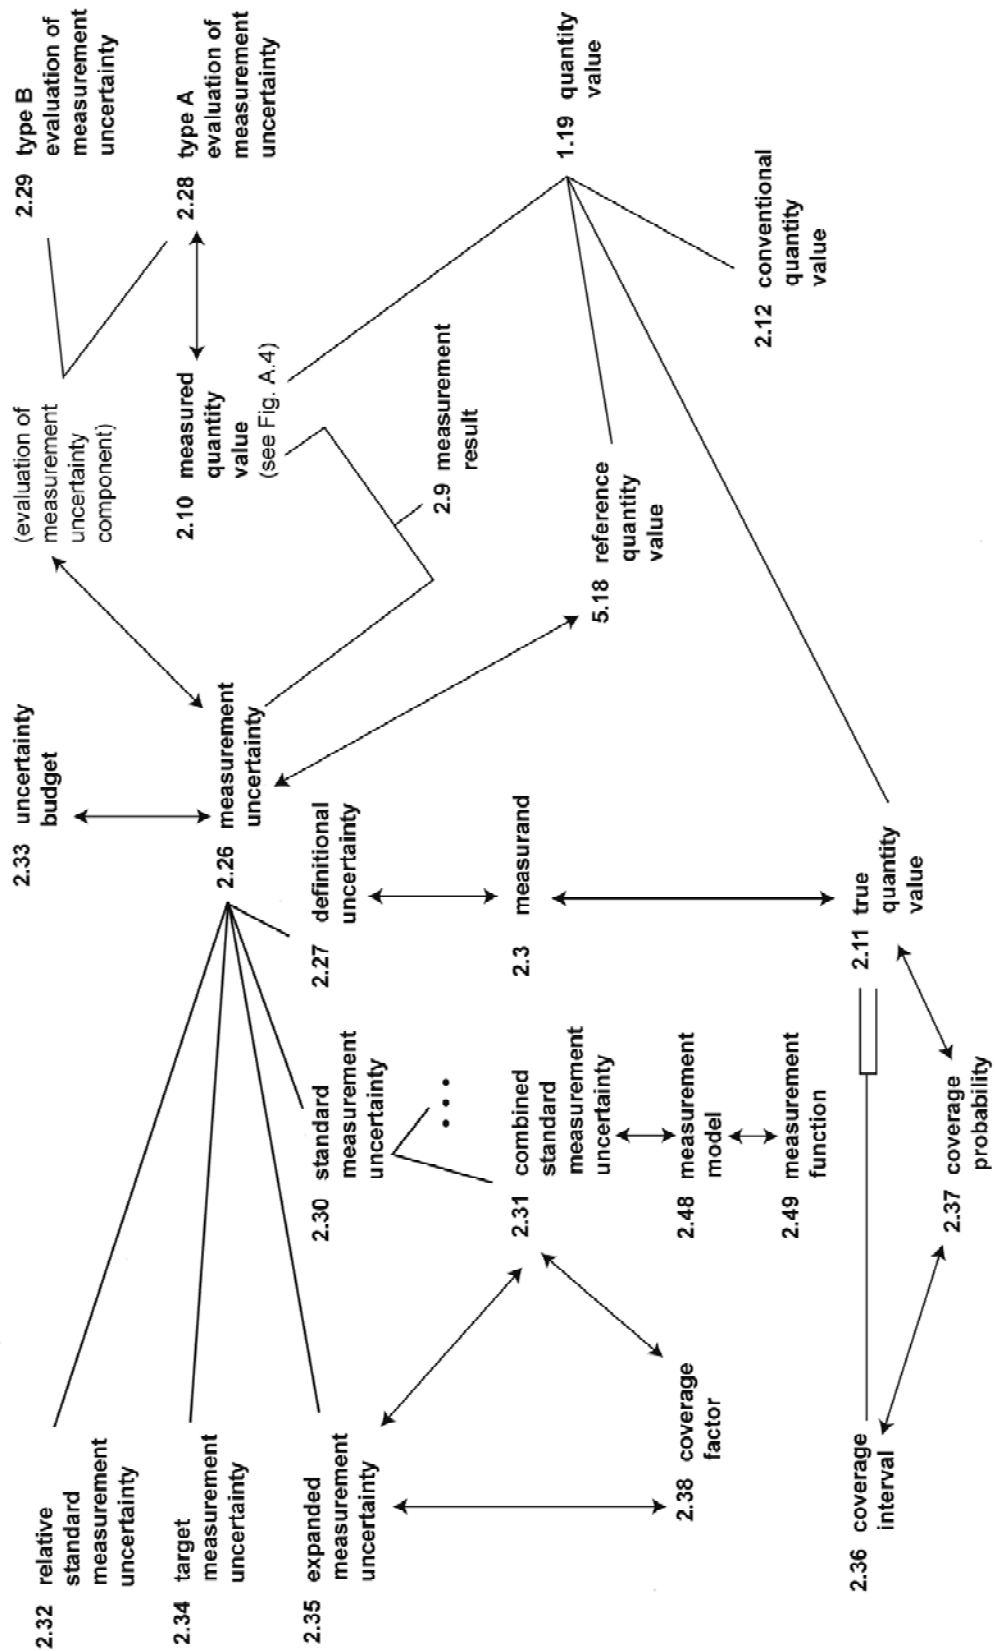 2.29 type B
evaluation of
measurement
uncertainty
2.28 type A
evaluation of
measurement
uncertainty
1.19 quantity
value
2.12 conventional
quantity
value
(evaluation of
measurement
uncertainty
component)
2.10 measured
quantity
value
(see Fig. A.4)
2.9 measurement
result
5.18 reference
quantity
value
2.33 uncertainty
budget
2.26 measurement
uncertainty
2.27 definitional
uncertainty
2.3 measurand
2.11 true
quantity
value
2.30 standard
measurement
uncertainty
• • •
2.31 combined
standard
measurement
uncertainty
2.48 measurement
model
2.49 measurement
function
2.37 coverage
probability
2.32 relative
standard
measurement
uncertainty
2.34 target
measurement
uncertainty
2.35 expanded
measurement
uncertainty
2.38 coverage
factor
2.36 coverage
interval